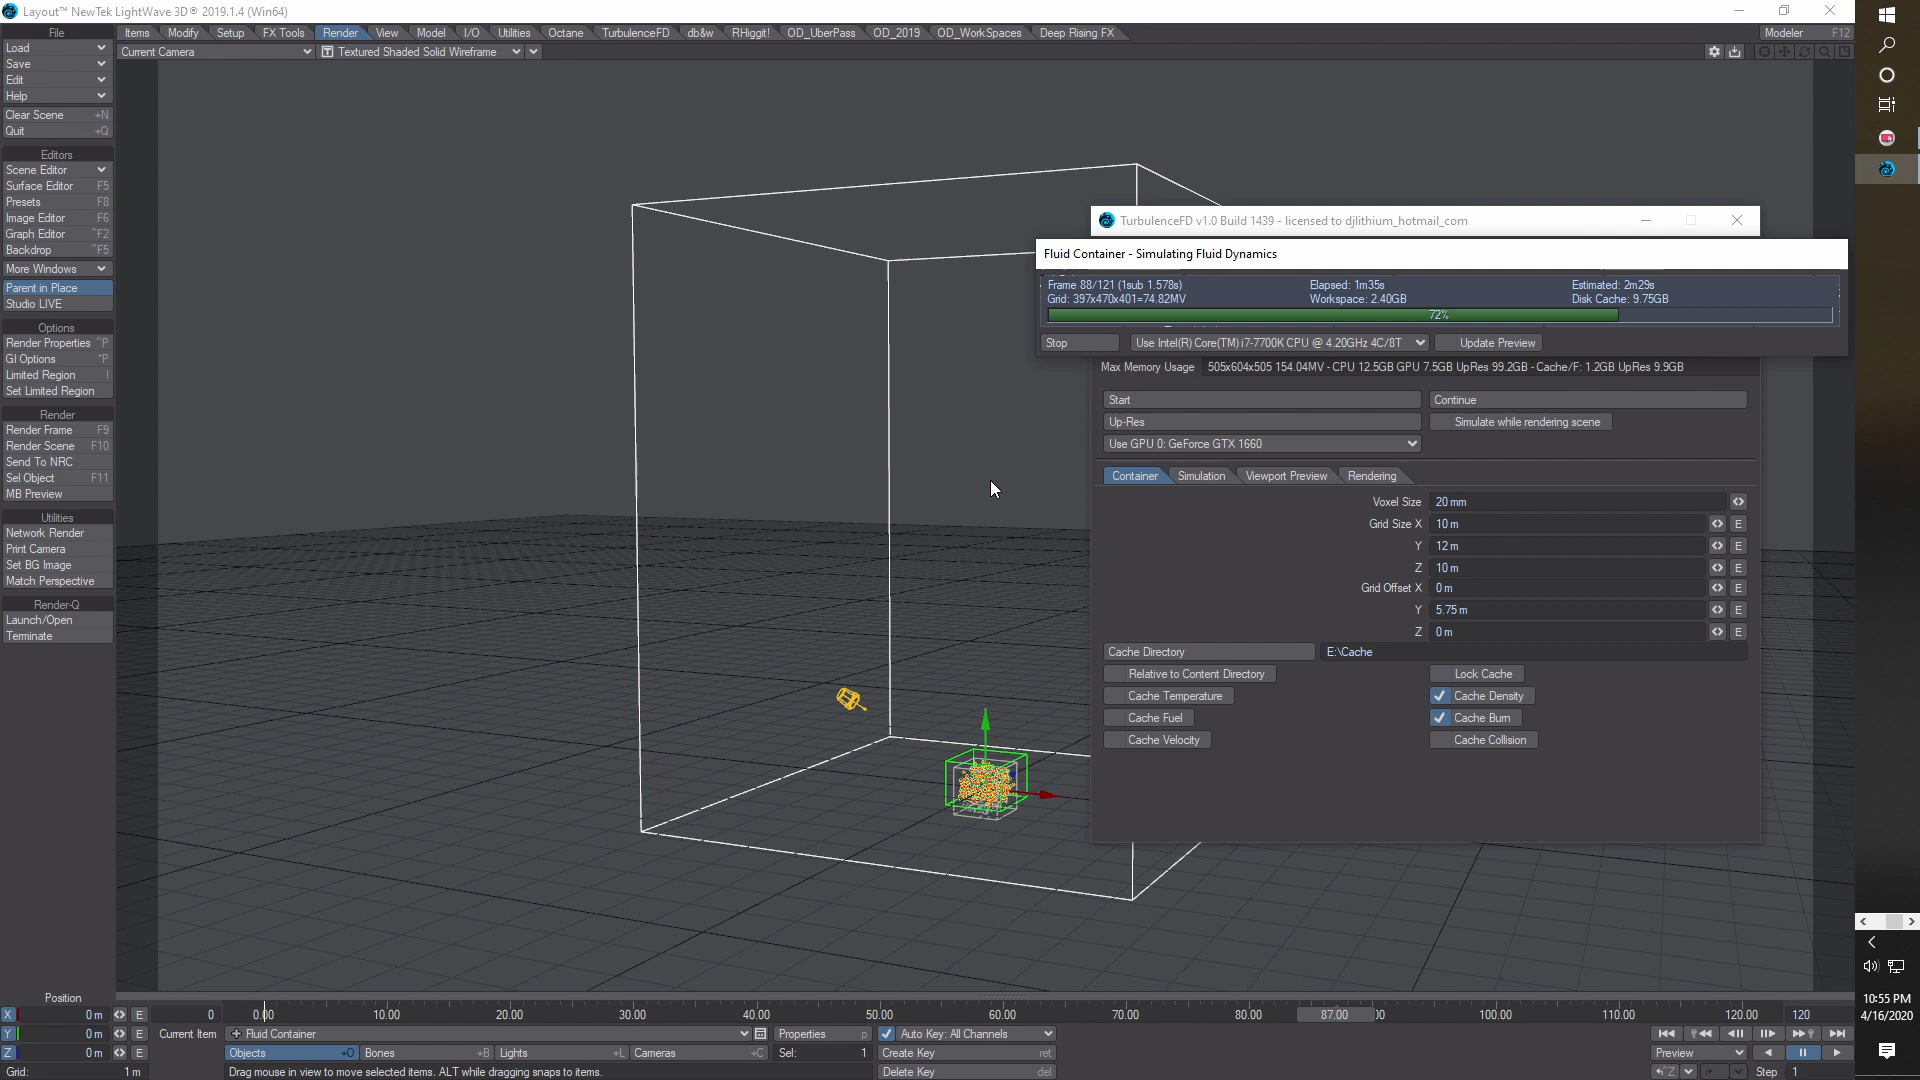 Layout™ NewTek LightWave 3D® 2019.1.4 (Win64)
File
Items Modify Setup FX Tools Render View Model I/O Utilities Octane TurbulenceFD db&w RHiggit! OD_UberPass OD_2019 OD_WorkSpaces Deep Rising FX Modeler F12
Load
Current Camera Textured Shaded Solid Wireframe
Save
Edit
Help
Clear Scene +N
Quit +Q
Editors
Scene Editor
Surface Editor F5
Presets F8
Image Editor F6
Graph Editor ^F2
Backdrop ^F5
More Windows
Parent in Place
Studio LIVE
Options
Render Properties ^P
GI Options *P
Limited Region l
Set Limited Region
Render
Render Frame F9
Render Scene F10
Send To NRC
Sel Object F11
MB Preview
Utilities
Network Render
Print Camera
Set BG Image
Match Perspective
Render-Q
Launch/Open
Terminate
TurbulenceFD v1.0 Build 1439 - licensed to djlithium_hotmail_com
Fluid Container - Simulating Fluid Dynamics
Frame 88/121 (1sub 1.578s) Elapsed: 1m35s Estimated: 2m29s
Grid: 397x470x401=74.82MV Workspace: 2.40GB Disk Cache: 9.75GB
72%
Stop Use Intel(R) Core(TM) i7-7700K CPU @ 4.20GHz 4C/8T Update Preview
Max Memory Usage 505x604x505 154.04MV - CPU 12.5GB GPU 7.5GB UpRes 99.2GB - Cache/F: 1.2GB UpRes 9.9GB
Start Continue
Up-Res Simulate while rendering scene
Use GPU 0: GeForce GTX 1660
Container Simulation Viewport Preview Rendering
Voxel Size 20 mm
Grid Size X 10 m E
Y 12 m E
Z 10 m E
Grid Offset X 0 m E
Y 5.75 m E
Z 0 m E
Cache Directory E:\Cache
Relative to Content Directory Lock Cache
Cache Temperature Cache Density
Cache Fuel Cache Burn
Cache Velocity Cache Collision
10:55 PM
4/16/2020
Position
X 0 m E 0 0.00 10.00 20.00 30.00 40.00 50.00 60.00 70.00 80.00 87.00 100.00 110.00 120.00 120
Y 0 m E Current Item Fluid Container Properties p Auto Key: All Channels
Z 0 m E Objects +O Bones +B Lights +L Cameras +C Sel: 1 Create Key ret Preview
Grid: 1 m Drag mouse in view to move selected items. ALT while dragging snaps to items. Delete Key del ^Z Step 1